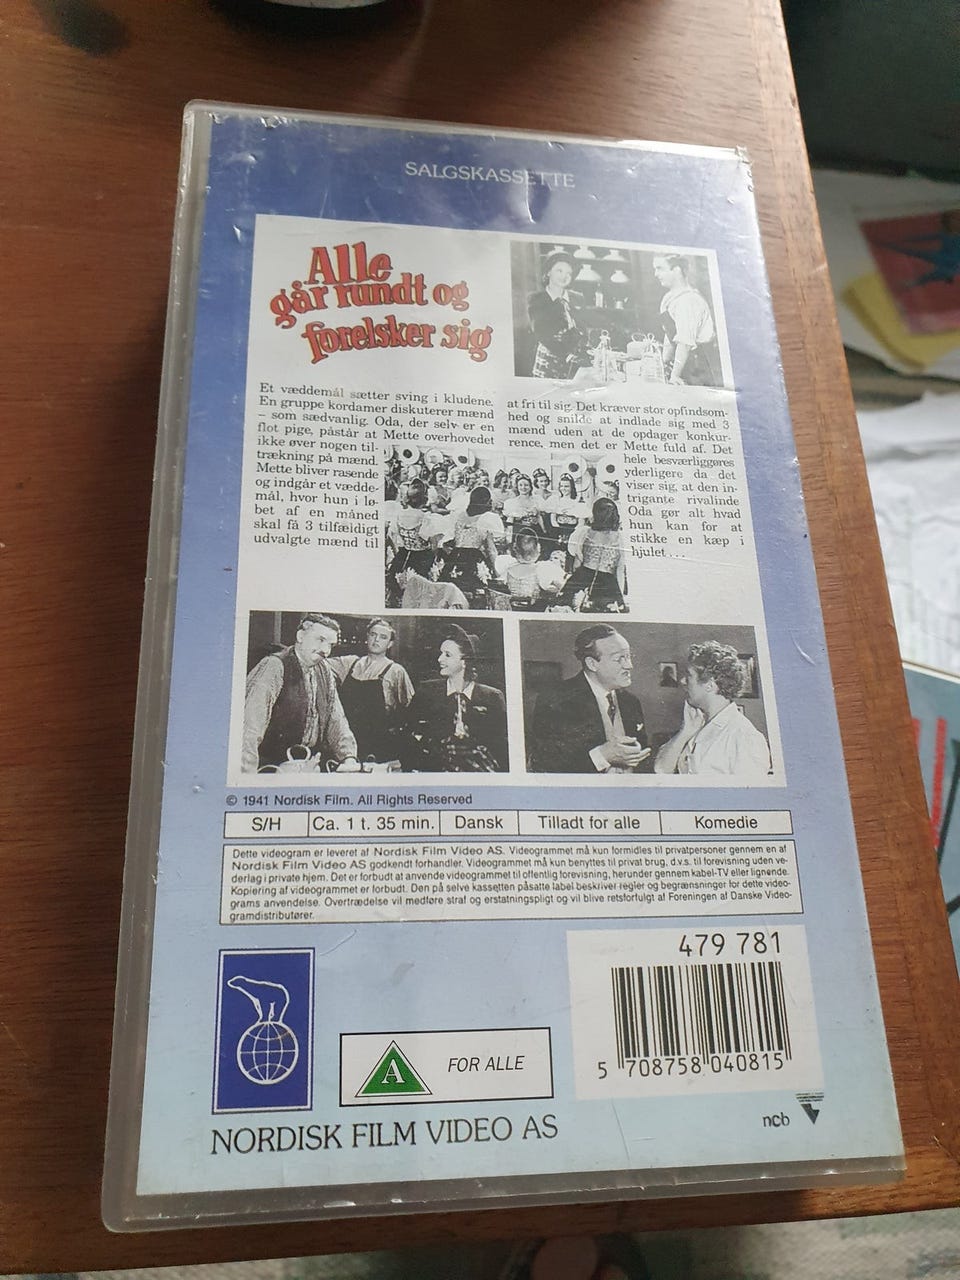 SALGSKASSETTE
Alle
går rundt og
forelsker sig
Et væddemål sætter sving i kludene.
En gruppe kordamer diskuterer mænd
– som sædvanlig. Oda, der selv er en
flot pige, påstår at Mette overhovedet
ikke øver nogen til-
trækning på mænd.
Mette bliver rasende
og indgår et vædde-
mål, hvor hun i lø-
bet af en måned
skal få 3 tilfældigt
udvalgte mænd til
at fri til sig. Det kræver stor opfindsom-
hed og snilde at indlade sig med 3
mænd uden at de opdager konkur-
rence, men det er Mette fuld af. Det
hele besværliggøres
yderligere da det
viser sig, at den in-
trigante rivalinde
Oda gør alt hvad
hun kan for at
stikke en kæp i
hjulet . . .
© 1941 Nordisk Film. All Rights Reserved
S/H Ca. 1 t. 35 min. Dansk Tilladt for alle Komedie
Dette videogram er leveret af Nordisk Film Video AS. Videogrammet må kun formidles til privatpersoner gennem en af
Nordisk Film Video AS godkendt forhandler. Videogrammet må kun benyttes til privat brug, d.v.s. til forevisning uden ve-
derlag i private hjem. Det er forbudt at anvende videogrammet til offentlig forevisning, herunder gennem kabel-TV eller lignende.
Kopiering af videogrammet er forbudt. Den på selve kassetten påsatte label beskriver regler og begrænsninger for dette video-
grams anvendelse. Overtrædelse vil medføre straf og erstatningspligt og vil blive retsforfulgt af Foreningen af Danske Video-
gramdistributører.
479 781
5 708758 040815
A FOR ALLE
NORDISK FILM VIDEO AS
ncb